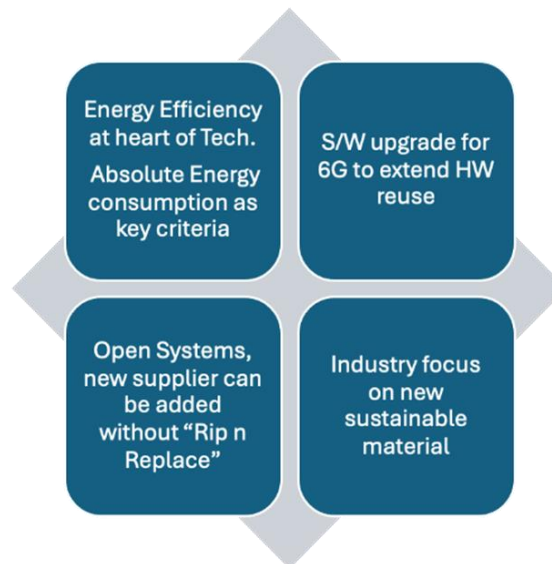 Energy Efficiency
at heart of Tech.
Absolute Energy
consumption as
key criteria
S/W upgrade for
6G to extend HW
reuse
Open Systems,
new supplier can
be added
without “Rip n
Replace”
Industry focus
on new
sustainable
material